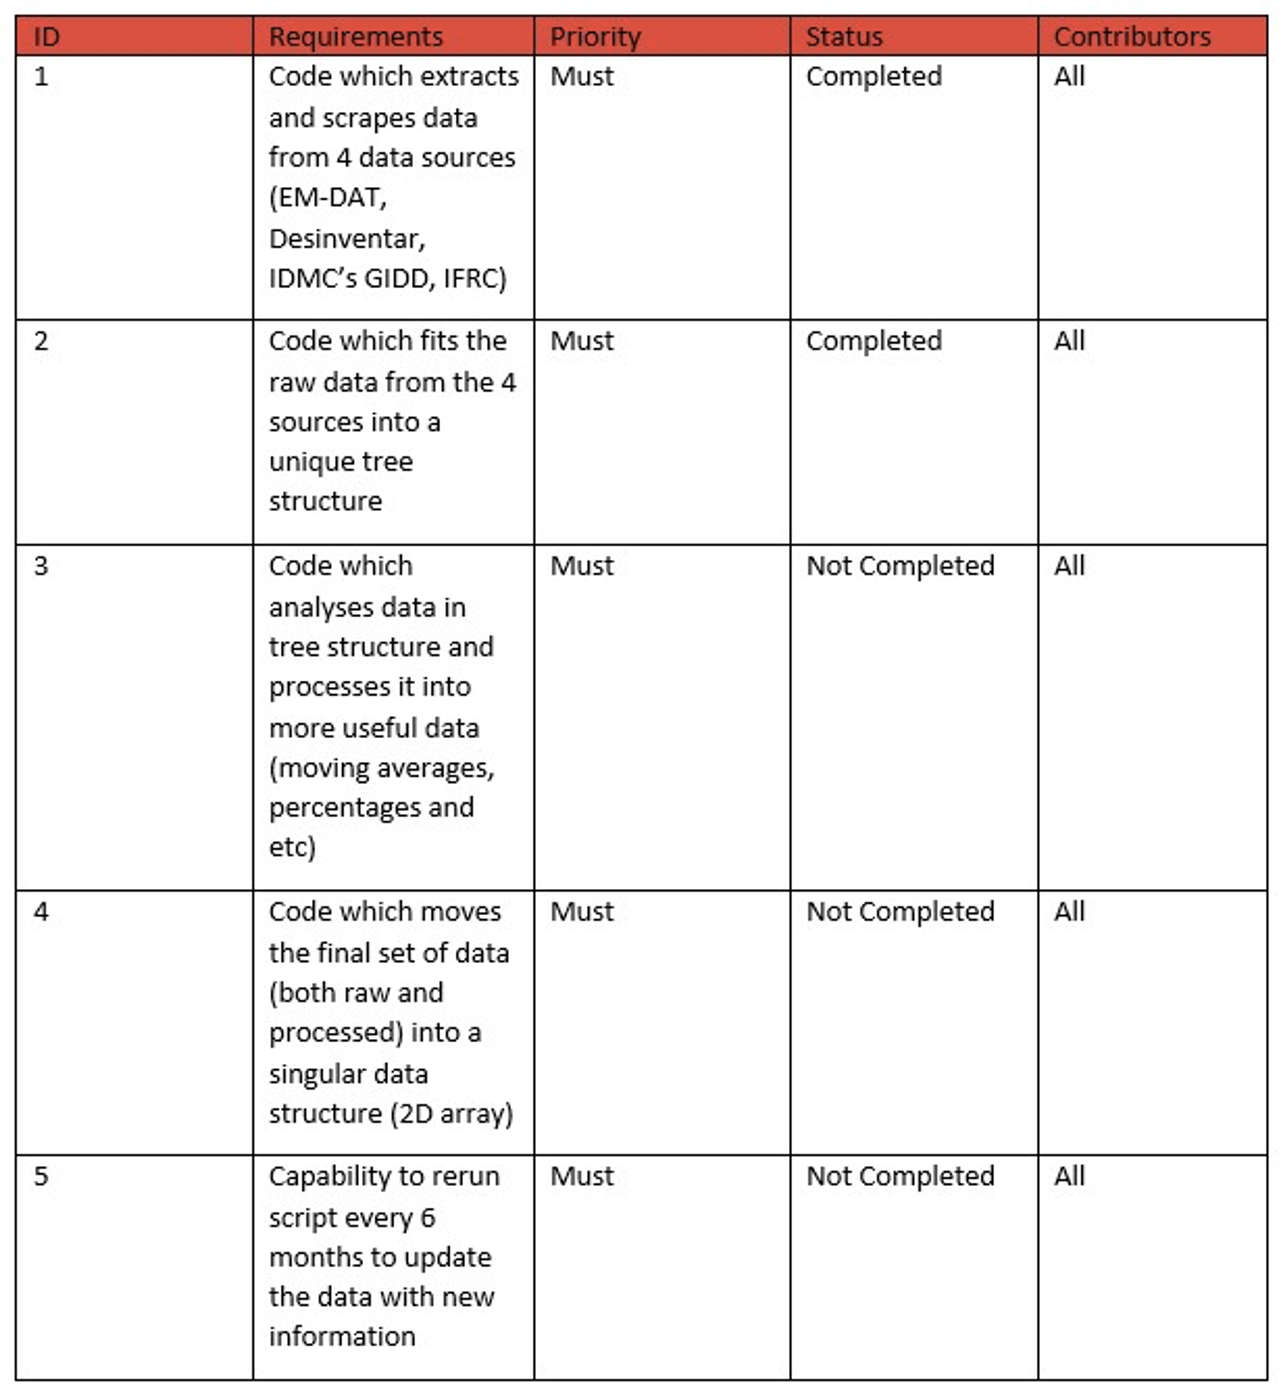 ID Requirements Priority Status Contributors
1 Code which extracts Must Completed All
and scrapes data
from 4 data sources
(EM-DAT,
Desinventar,
IDMC’s GIDD, IFRC)
2 Code which fits the Must Completed All
raw data from the 4
sources into a
unique tree
structure
3 Code which Must Not Completed All
analyses data in
tree structure and
processes it into
more useful data
(moving averages,
percentages and
etc)
4 Code which moves Must Not Completed All
the final set of data
(both raw and
processed) into a
singular data
structure (2D array)
5 Capability to rerun Must Not Completed All
script every 6
months to update
the data with new
information